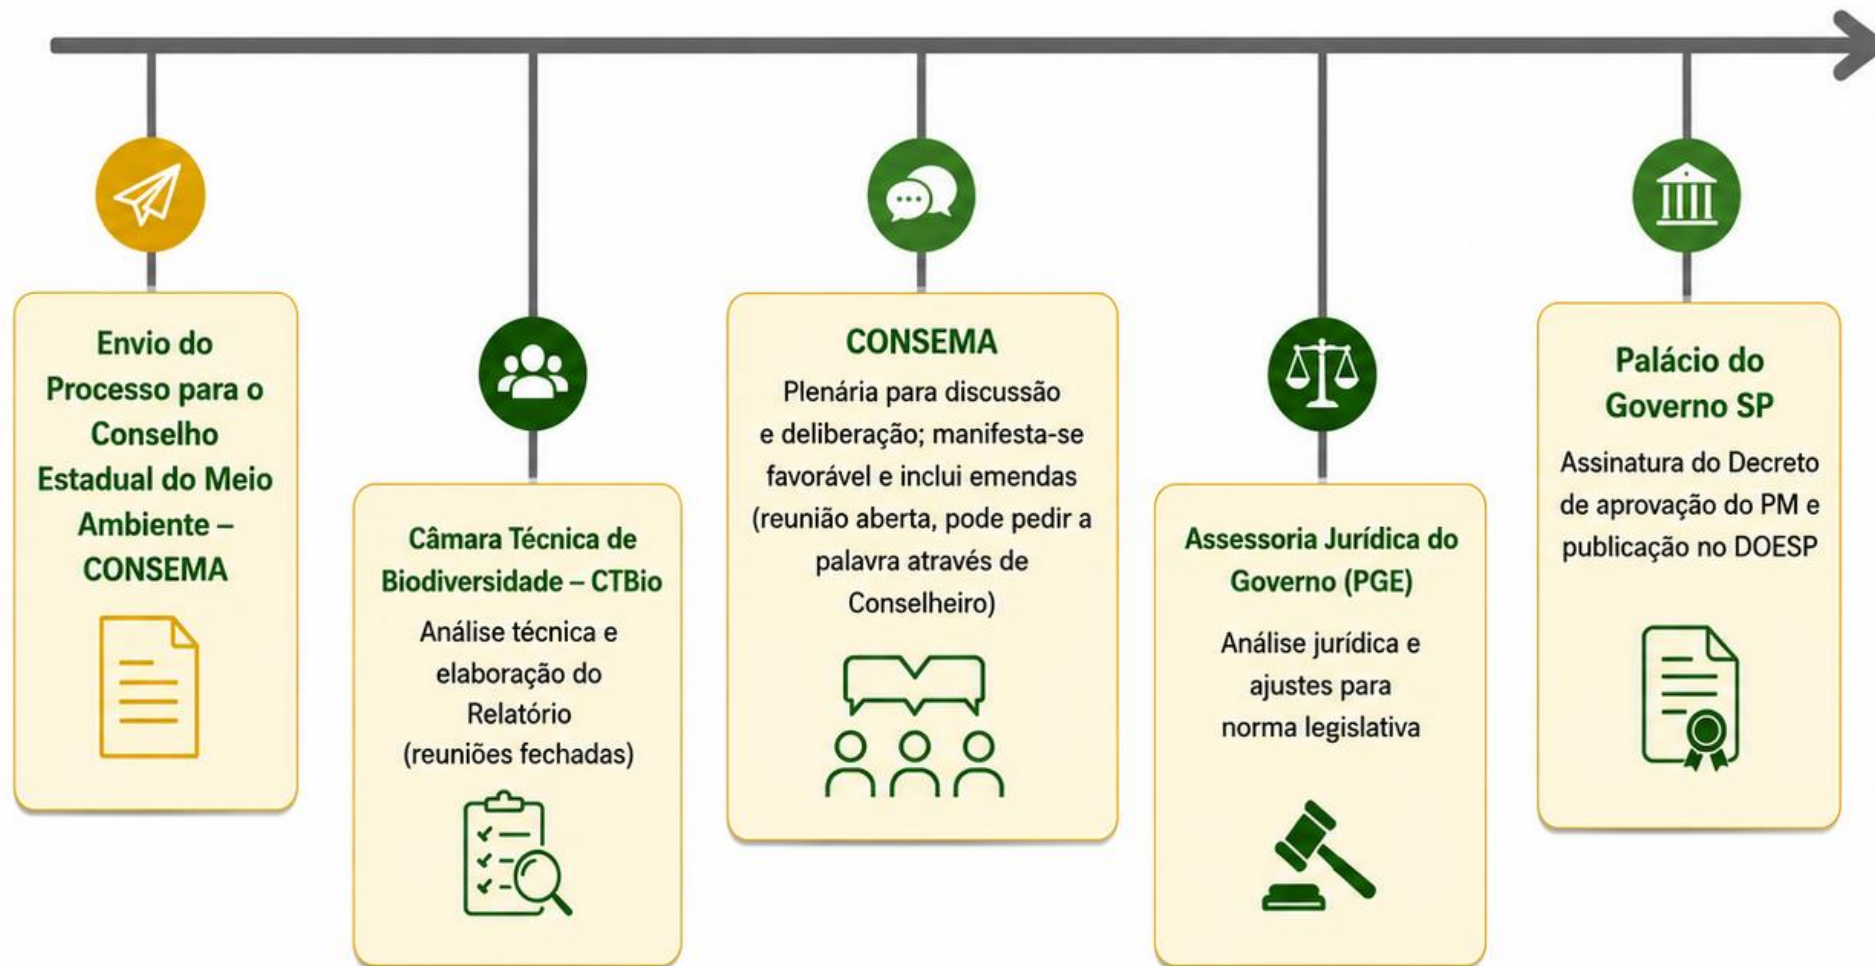 Envio do
Processo para o
Conselho
Estadual do Meio
Ambiente –
CONSEMA
Câmara Técnica de
Biodiversidade – CTBio
Análise técnica e
elaboração do
Relatório
(reuniões fechadas)
CONSEMA
Plenária para discussão
e deliberação; manifesta-se
favorável e inclui emendas
(reunião aberta, pode pedir a
palavra através de
Conselheiro)
Assessoria Jurídica do
Governo (PGE)
Análise jurídica e
ajustes para
norma legislativa
Palácio do
Governo SP
Assinatura do Decreto
de aprovação do PM e
publicação no DOESP